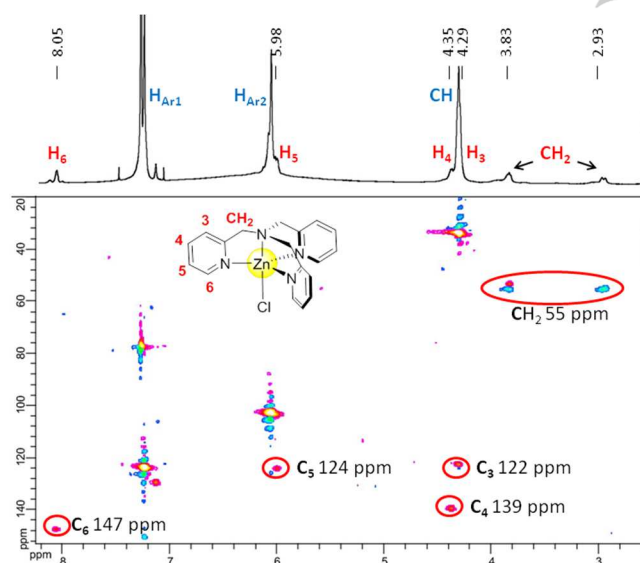 8.05
5.98
4.35
4.29
3.83
2.93
H6
HAr1
HAr2
H5
CH
H4
H3
CH2
20
40
60
80
100
120
140
ppm
CH2
3
4
5
6
N
N
N
N
Zn
Cl
CH2 55 ppm
C5 124 ppm
C3 122 ppm
C4 139 ppm
C6 147 ppm
ppm
8
7
6
5
4
3